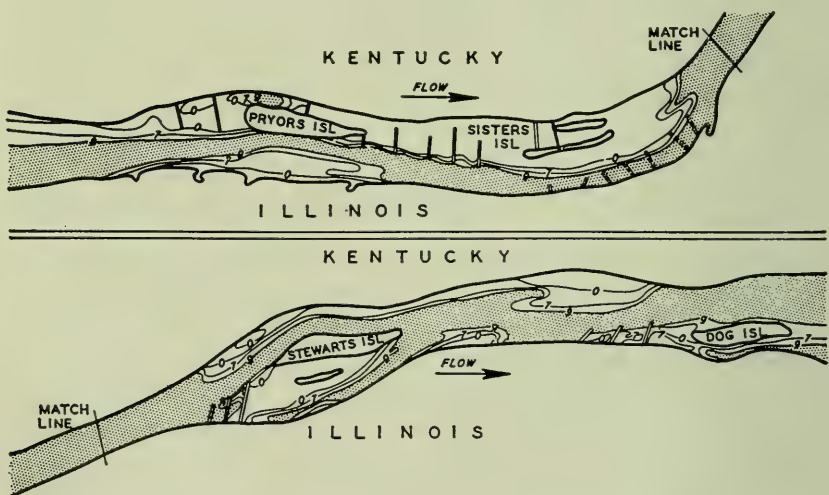 KENTUCKY
MATCH LINE
FLOW
PRYORS ISL
SISTERS ISL
ILLINOIS
KENTUCKY
STEWARTS ISL
DOG ISL
FLOW
MATCH LINE
ILLINOIS